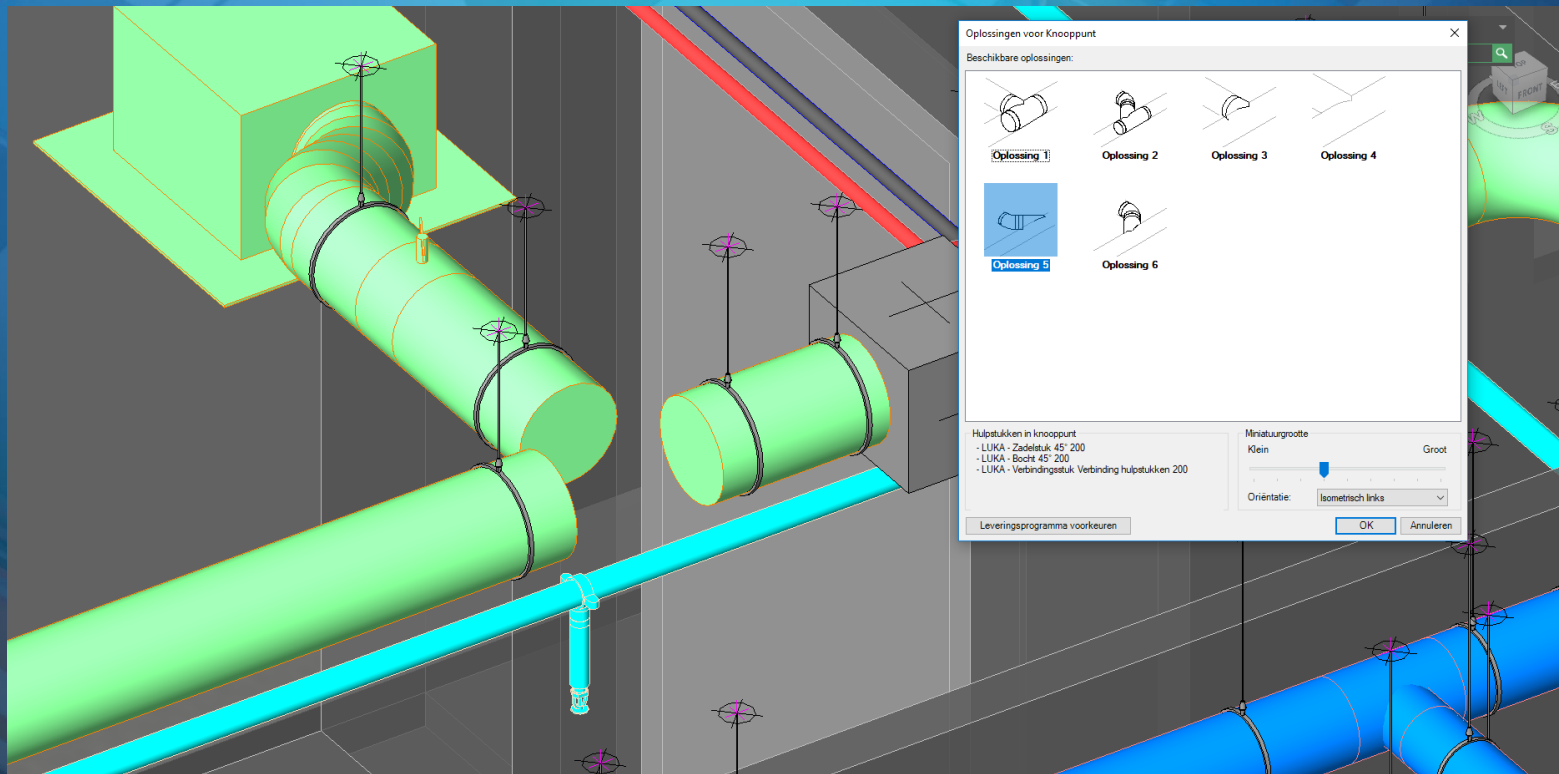 Oplossingen voor Knooppunt
Beschikbare oplossingen:
Oplossing 1
Oplossing 2
Oplossing 3
Oplossing 4
Oplossing 5
Oplossing 6
Hulpstukken in knooppunt
- LUKA - Zadelstuk 45° 200
- LUKA - Bocht 45° 200
- LUKA - Verbindingsstuk Verbinding hulpstukken 200
Miniatuurgrootte
Klein
Groot
Oriëntatie:
Isometrisch links
Leveringsprogramma voorkeuren
OK
Annuleren
FRONT
W
S